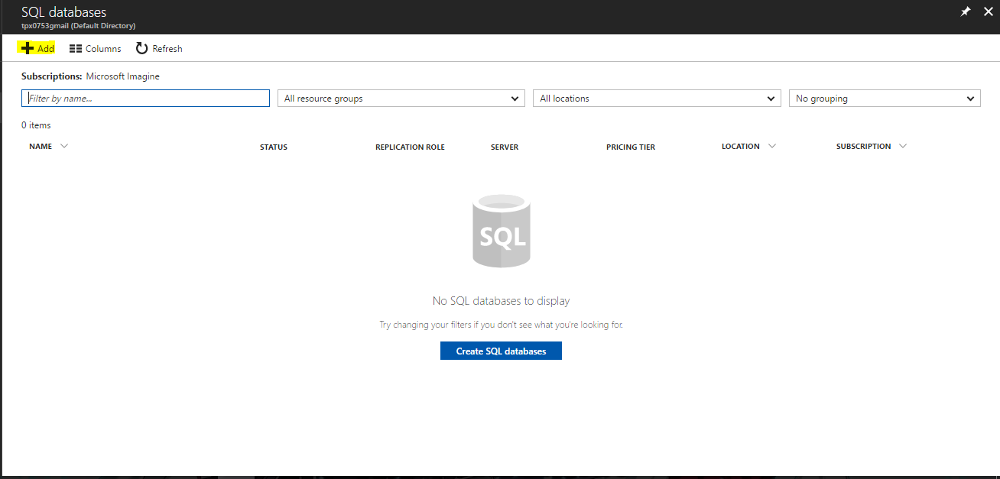 SQL databases
tpx0753gmail (Default Directory)
Add Columns Refresh
Subscriptions: Microsoft Imagine
Filter by name... All resource groups All locations No grouping
0 items
NAME STATUS REPLICATION ROLE SERVER PRICING TIER LOCATION SUBSCRIPTION
SQL
No SQL databases to display
Try changing your filters if you don't see what you're looking for.
Create SQL databases